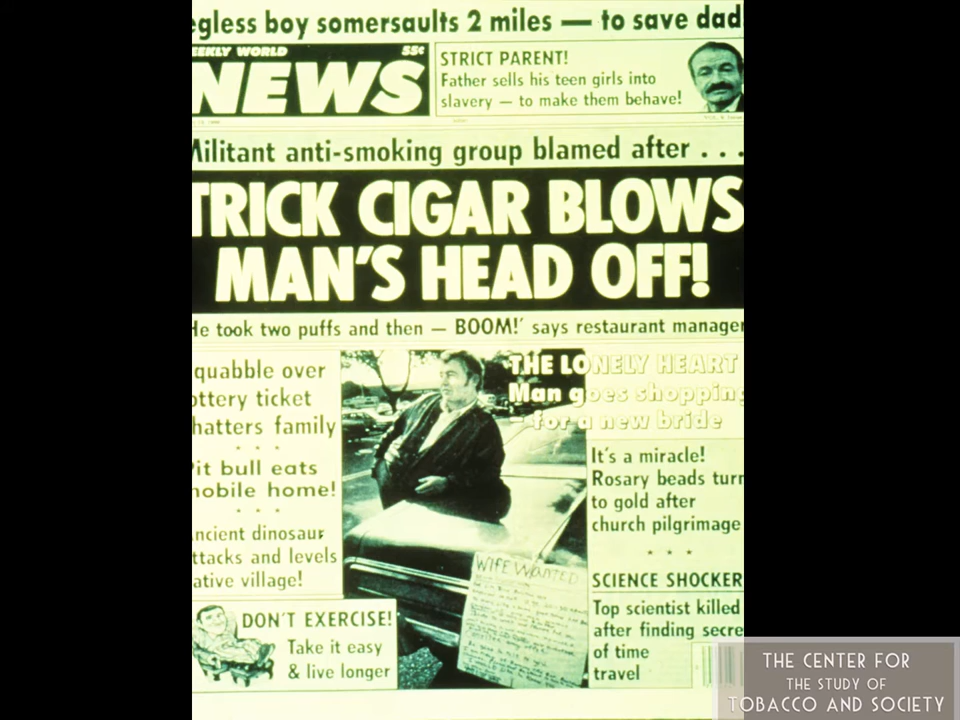 egless boy somersaults 2 miles — to save dad
EEKLY WORLD
55¢
NEWS
STRICT PARENT!
Father sells his teen girls into
slavery — to make them behave!
Militant anti-smoking group blamed after . . .
TRICK CIGAR BLOWS
MAN'S HEAD OFF!
He took two puffs and then — BOOM!' says restaurant manager
quabble over
ottery ticket
hatters family
* * *
Pit bull eats
mobile home!
* * *
ncient dinosaur
ttacks and levels
ative village!
DON'T EXERCISE!
Take it easy
& live longer
THE LONELY HEART
Man goes shopping
– for a new bride
WIFE WANTED
It's a miracle!
Rosary beads turn
to gold after
church pilgrimage
* * *
SCIENCE SHOCKER
Top scientist killed
after finding secre
of time
travel
THE CENTER FOR
THE STUDY OF
TOBACCO AND SOCIETY